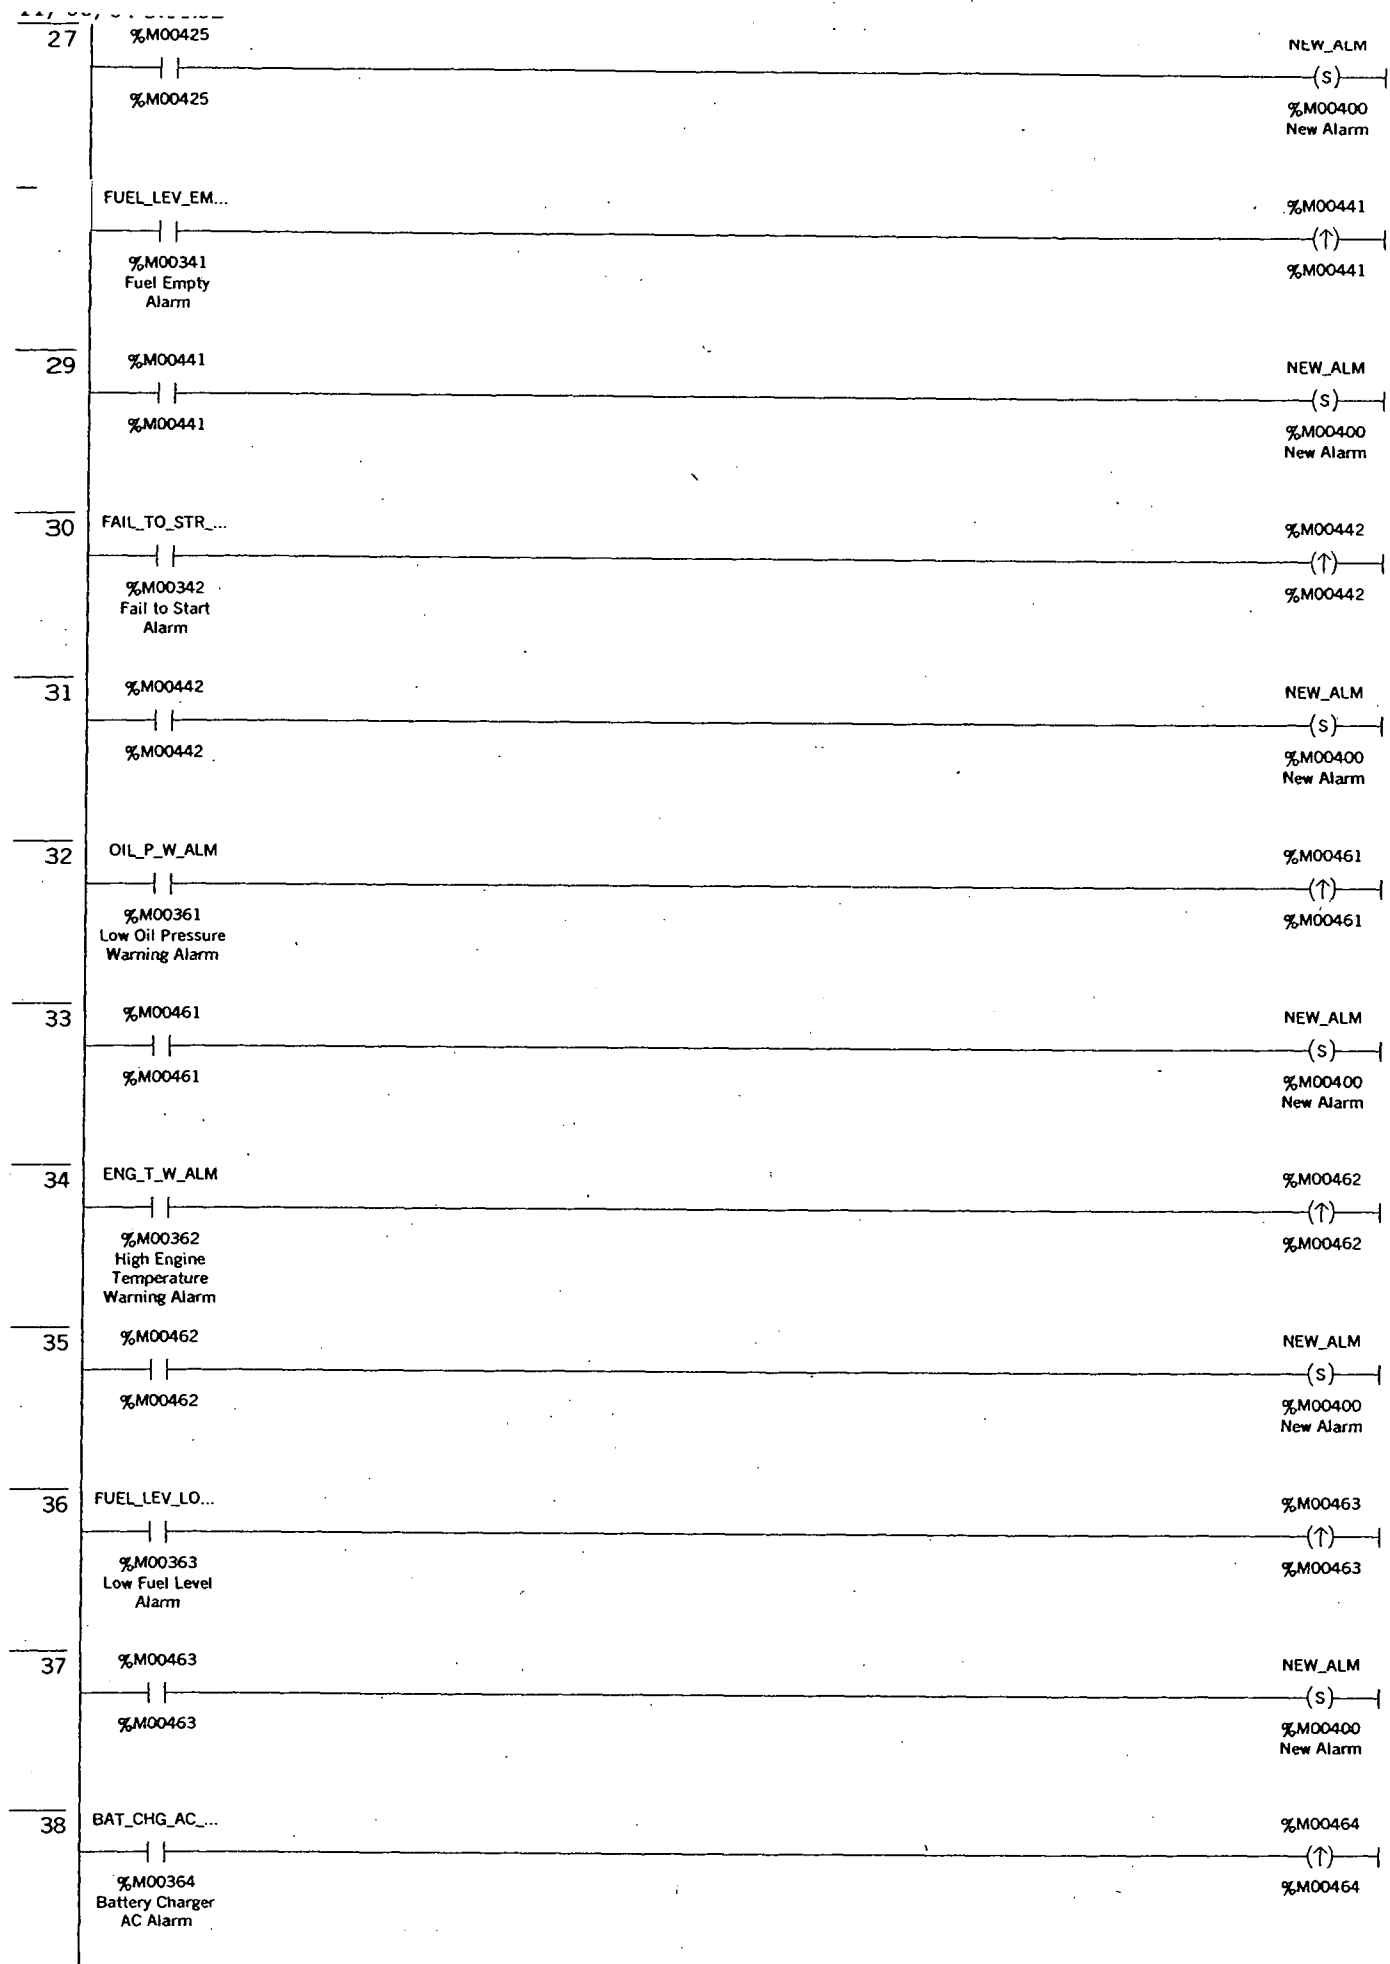 27
%M00425
NEW_ALM
(S)
%M00425
%M00400
New Alarm
FUEL_LEV_EM...
%M00441
(↑)
%M00341
Fuel Empty
Alarm
%M00441
29
%M00441
NEW_ALM
(S)
%M00441
%M00400
New Alarm
30
FAIL_TO_STR_...
%M00442
(↑)
%M00342
Fail to Start
Alarm
%M00442
31
%M00442
NEW_ALM
(S)
%M00442
%M00400
New Alarm
32
OIL_P_W_ALM
%M00461
(↑)
%M00361
Low Oil Pressure
Warning Alarm
%M00461
33
%M00461
NEW_ALM
(S)
%M00461
%M00400
New Alarm
34
ENG_T_W_ALM
%M00462
(↑)
%M00362
High Engine
Temperature
Warning Alarm
%M00462
35
%M00462
NEW_ALM
(S)
%M00462
%M00400
New Alarm
36
FUEL_LEV_LO...
%M00463
(↑)
%M00363
Low Fuel Level
Alarm
%M00463
37
%M00463
NEW_ALM
(S)
%M00463
%M00400
New Alarm
38
BAT_CHG_AC_...
%M00464
(↑)
%M00364
Battery Charger
AC Alarm
%M00464